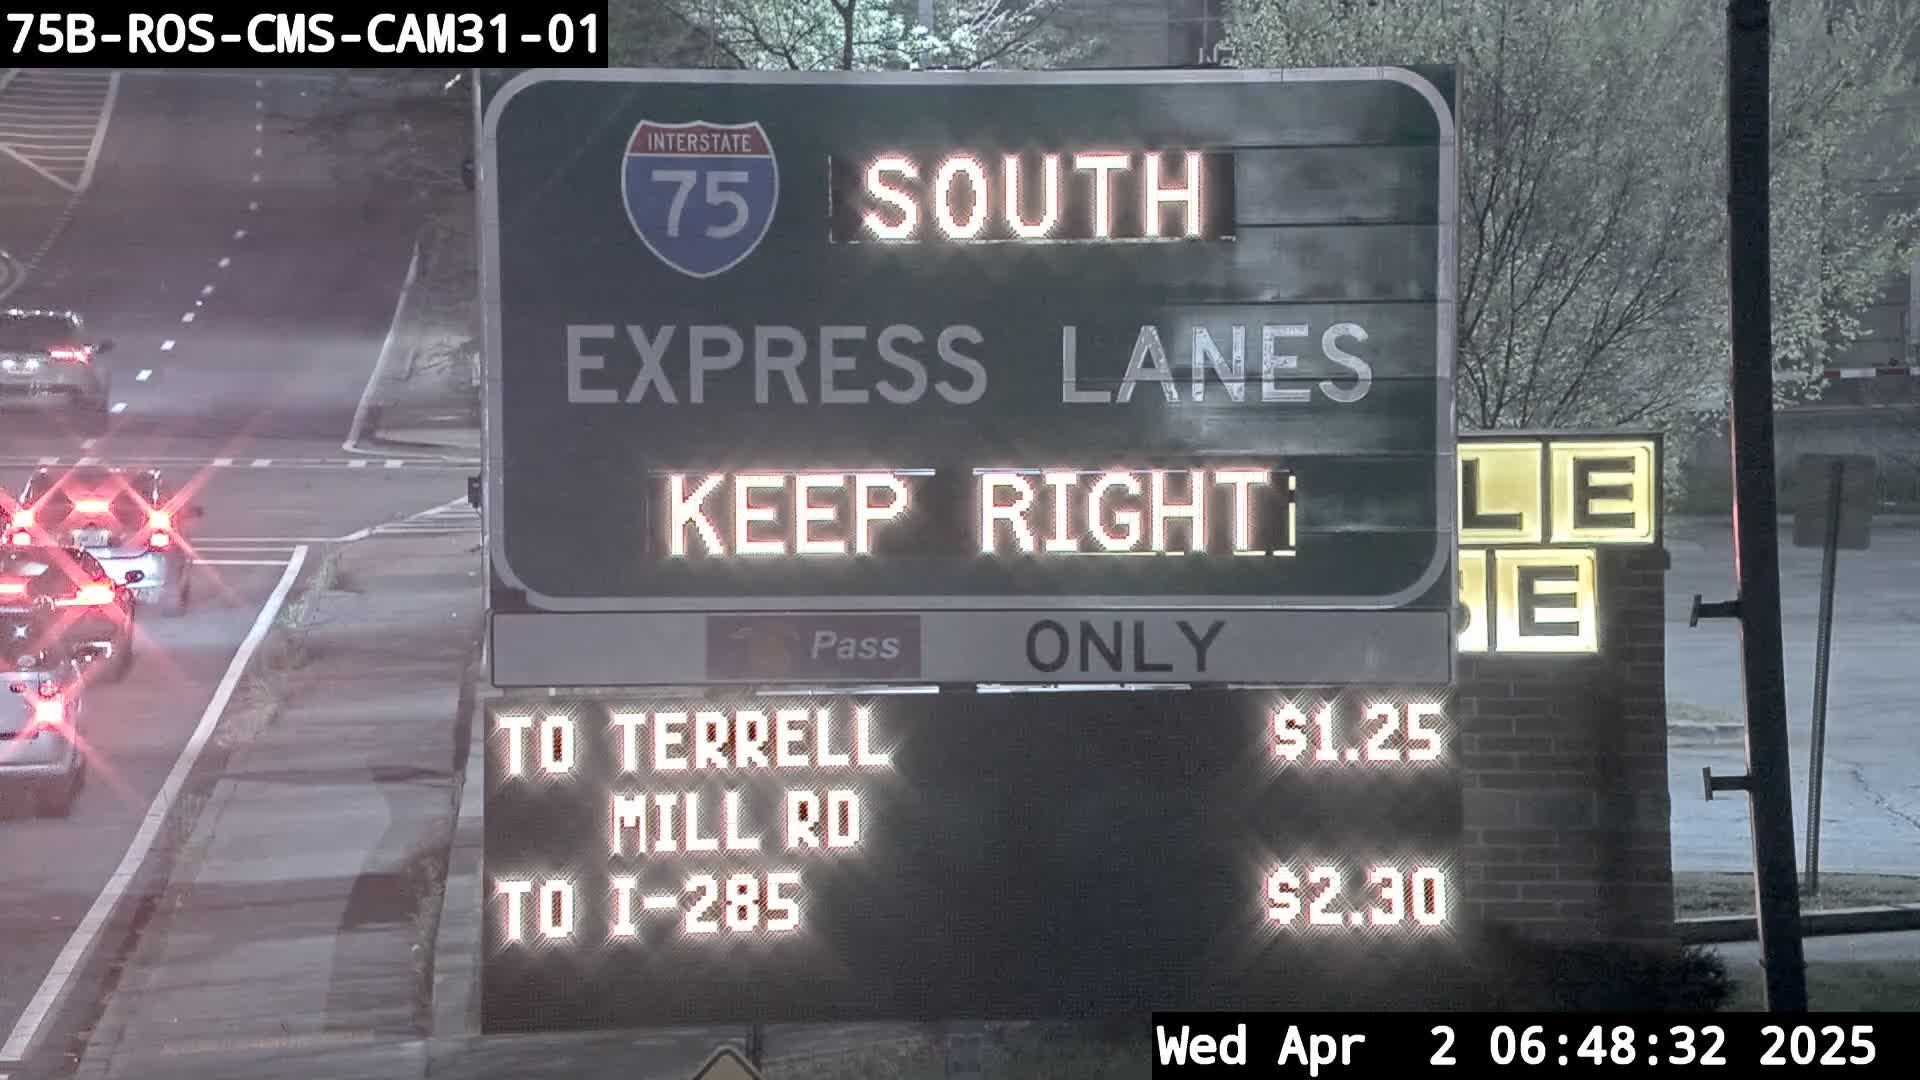 75B-ROS-CMS-CAM31-01
INTERSTATE
75
SOUTH
EXPRESS LANES
KEEP RIGHT
Pass ONLY
TO TERRELL $1.25
MILL RD
TO I-285 $2.30
LE
E
Wed Apr 2 06:48:32 2025